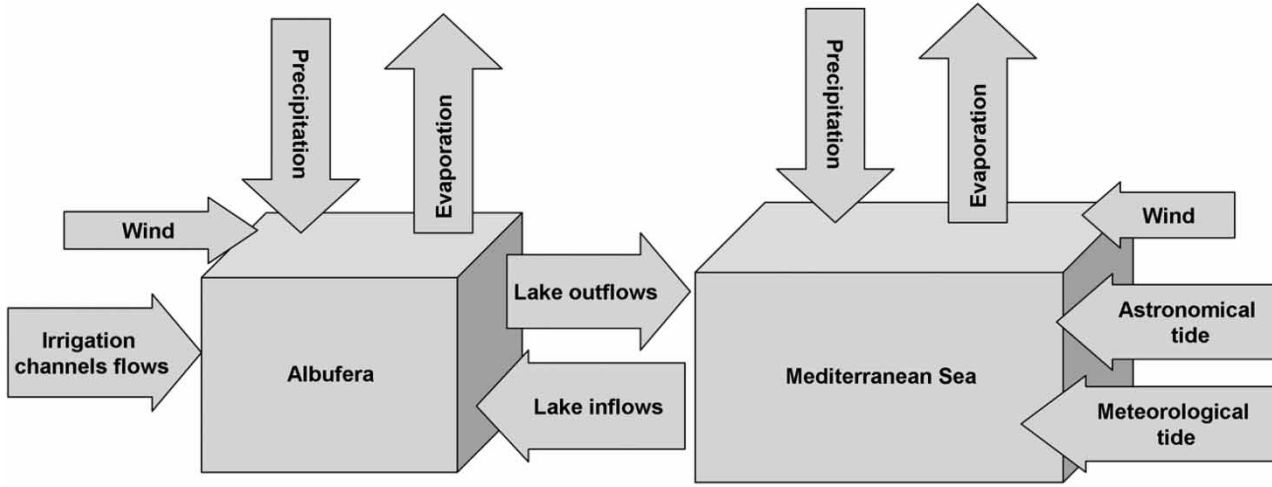 Precipitation
Evaporation
Wind
Irrigation
channels flows
Albufera
Lake outflows
Lake inflows
Precipitation
Evaporation
Wind
Astronomical
tide
Mediterranean Sea
Meteorological
tide